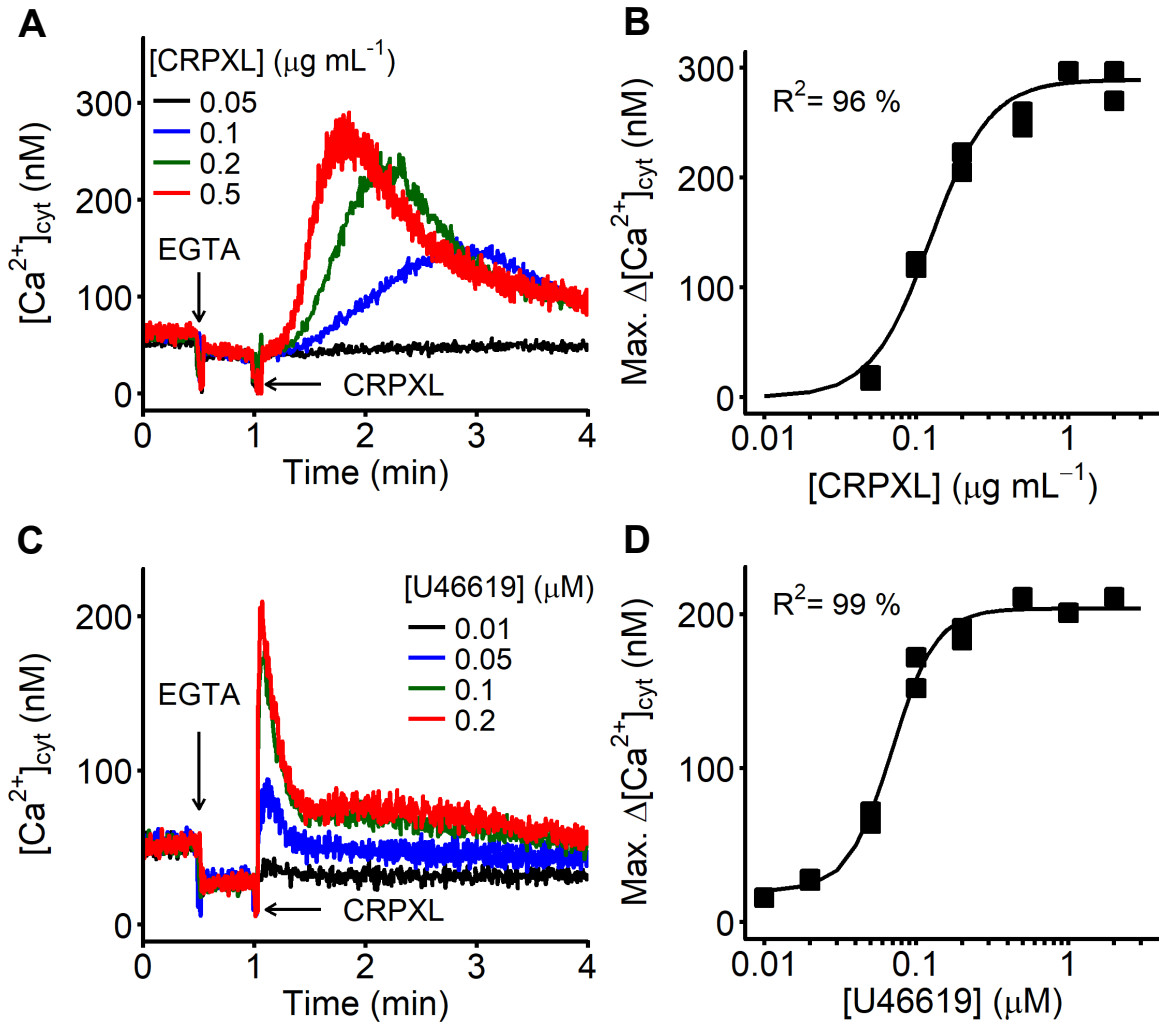 A
[CRPXL] (μg mL⁻¹)
0.05
0.1
0.2
0.5
EGTA
CRPXL
300
200
100
0
[Ca²⁺]cyt (nM)
0 1 2 3 4
Time (min)
B
R²= 96 %
300
200
100
0
Max. Δ[Ca²⁺]cyt (nM)
0.01 0.1 1
[CRPXL] (μg mL⁻¹)
C
[U46619] (μM)
0.01
0.05
0.1
0.2
EGTA
CRPXL
200
100
0
[Ca²⁺]cyt (nM)
0 1 2 3 4
Time (min)
D
R²= 99 %
200
100
0
Max. Δ[Ca²⁺]cyt (nM)
0.01 0.1 1
[U46619] (μM)